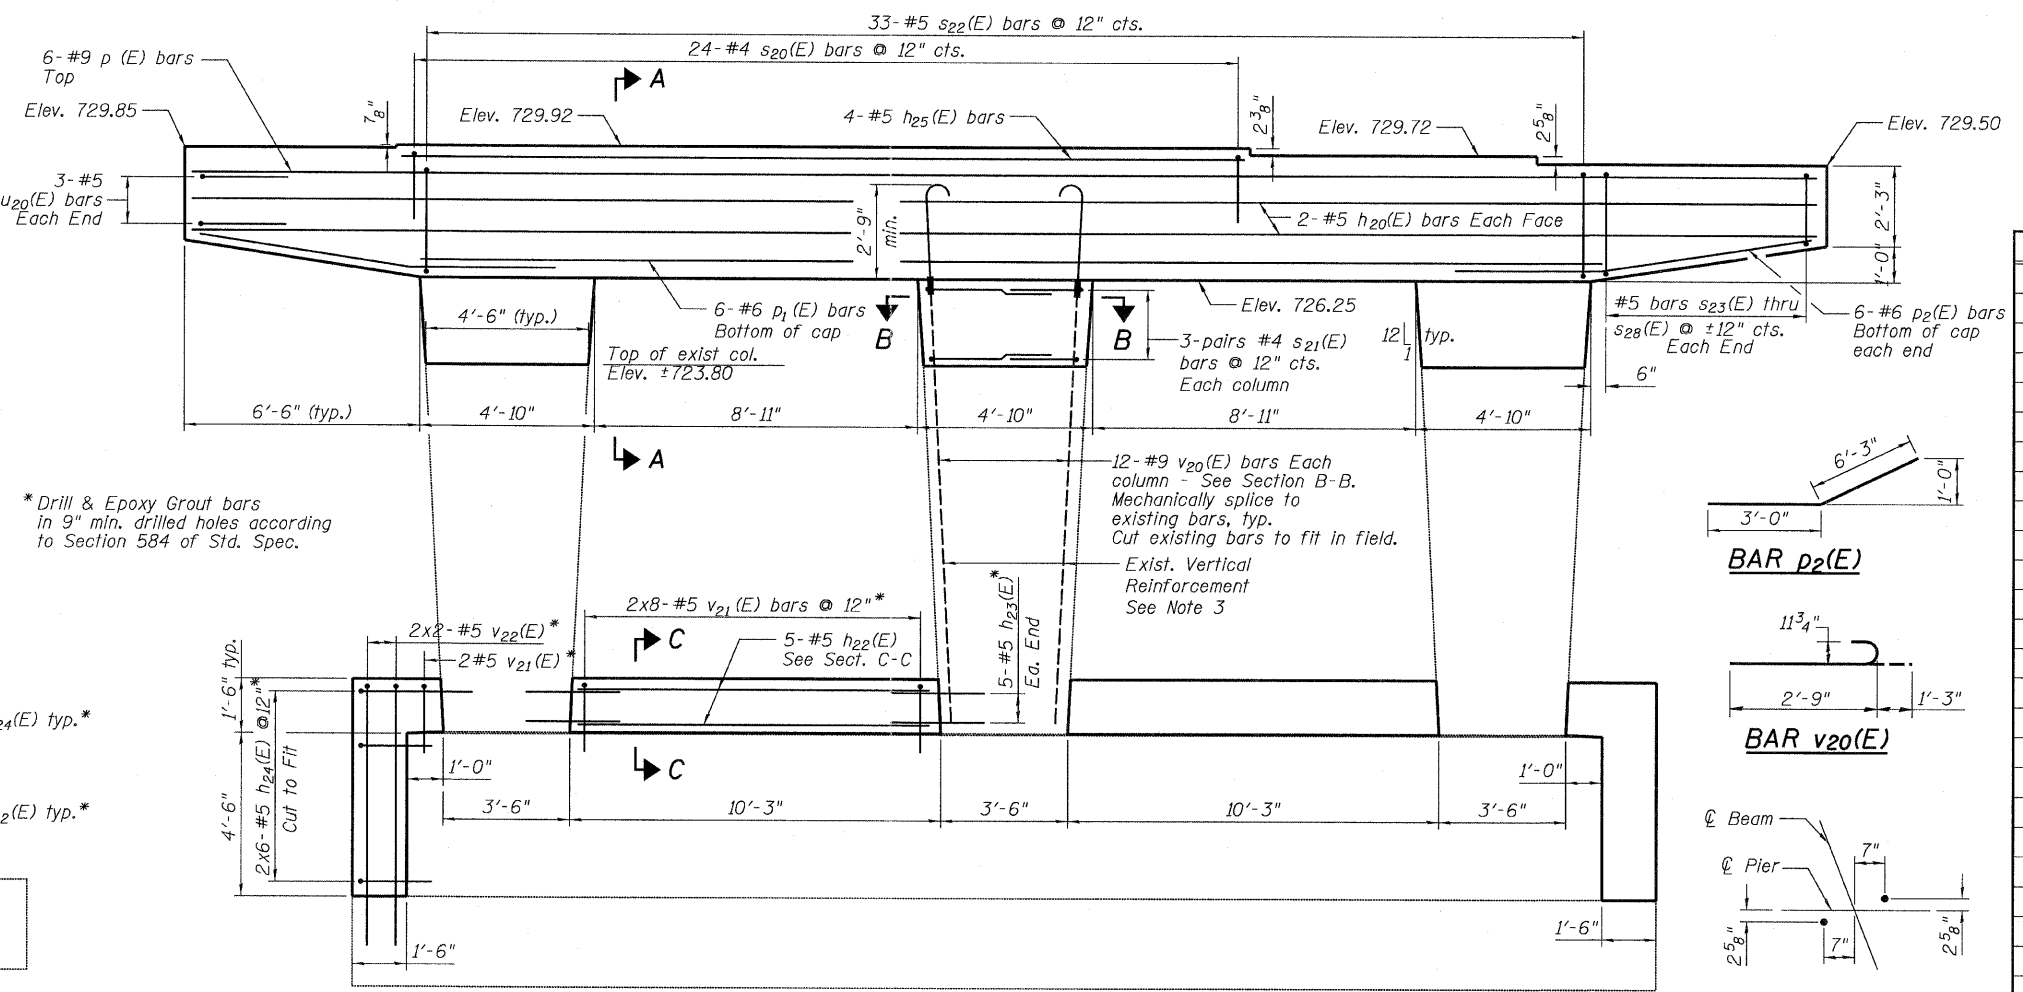 33-#5 s22(E) bars @ 12" cts.
24-#4 s20(E) bars @ 12" cts.
6-#9 p (E) bars
Top
A
Elev. 729.85
7/8"
Elev. 729.92
4-#5 h25(E) bars
2 3/8"
Elev. 729.72
2 5/8"
Elev. 729.50
3-#5
u20(E) bars
Each End
2'-9"
min.
2-#5 h20(E) bars Each Face
2'-3"
1'-0"
4'-6" (typ.)
6-#6 p1(E) bars
Bottom of cap
Top of exist col.
Elev. ±723.80
B
B
Elev. 726.25
3-pairs #4 s21(E)
bars @ 12" cts.
Each column
12
1
typ.
#5 bars s23(E) thru
s28(E) @ ±12" cts.
Each End
6-#6 p2(E) bars
Bottom of cap
each end
6"
6'-6" (typ.)
4'-10"
8'-11"
4'-10"
8'-11"
4'-10"
A
12-#9 v20(E) bars Each
column - See Section B-B.
Mechanically splice to
existing bars, typ.
Cut existing bars to fit in field.
Exist. Vertical
Reinforcement
See Note 3
* Drill & Epoxy Grout bars
in 9" min. drilled holes according
to Section 584 of Std. Spec.
6'-3"
1'-0"
3'-0"
BAR p2(E)
2x8-#5 v21(E) bars @ 12"*
2x2-#5 v22(E)*
2#5 v21(E)*
C
5-#5 h22(E)
See Sect. C-C
5-#5 h23(E)*
Ea. End
11 3/4"
2'-9"
1'-3"
BAR v20(E)
1'-6" typ.
24(E) typ.*
2x6-#5 h24(E) @12"*
Cut to Fit
4'-6"
2(E) typ.*
C
1'-0"
1'-0"
3'-6"
10'-3"
3'-6"
10'-3"
3'-6"
1'-6"
1'-6"
℄ Beam
℄ Pier
7"
2 5/8"
7"
2 5/8"